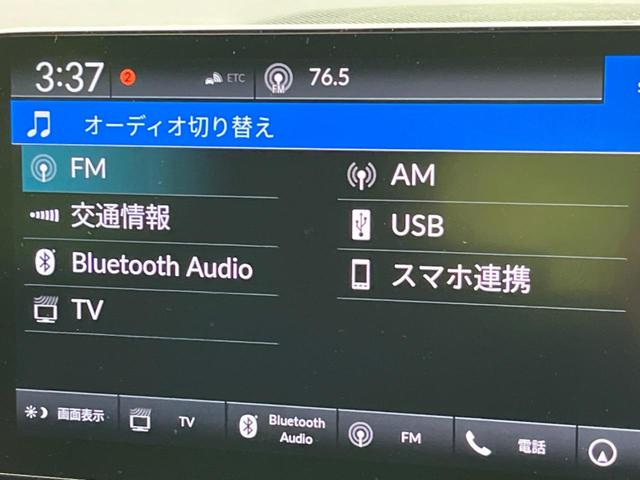 3:37 2 ETC FM 76.5
オーディオ切り替え
FM
AM
交通情報
USB
Bluetooth Audio
スマホ連携
TV
画面表示
TV
Bluetooth
Audio
FM
電話